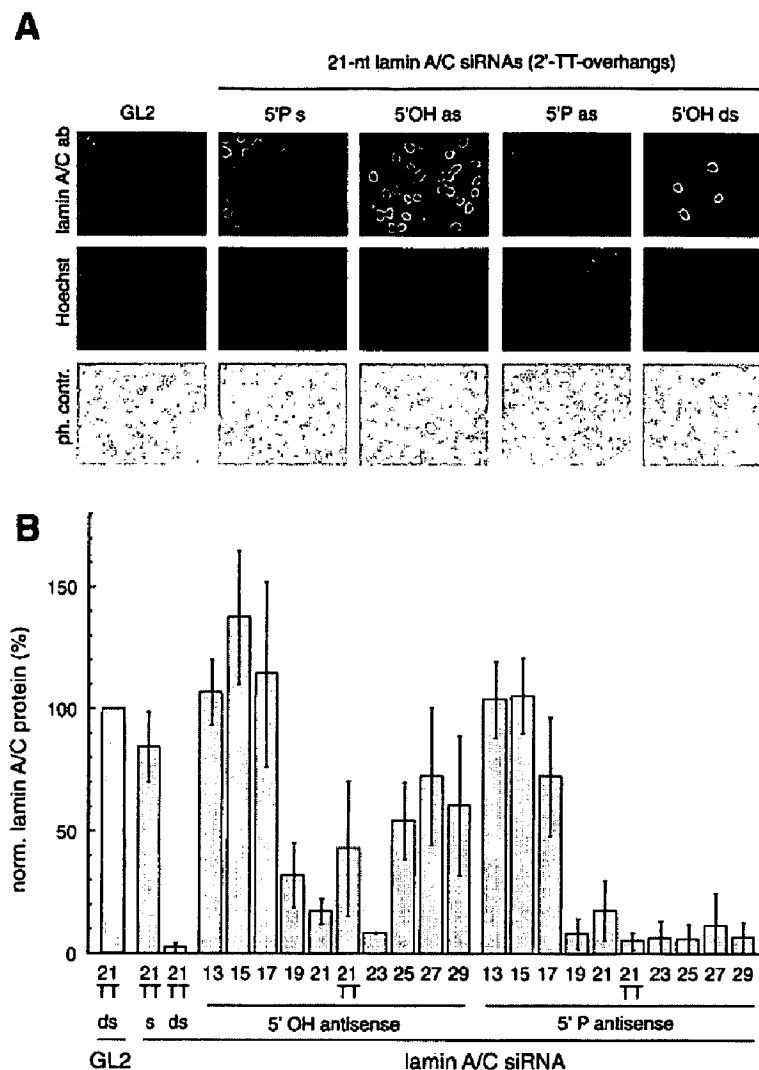 A
21-nt lamin A/C siRNAs (2'-TT-overhangs)
GL2 5'P s 5'OH as 5'P as 5'OH ds
lamin A/C ab
Hoechst
ph. contr.
B
norm. lamin A/C protein (%)
150
100
50
0
21 21 21 13 15 17 19 21 21 23 25 27 29 13 15 17 19 21 21 23 25 27 29
TT TT TT TT TT
ds s ds 5' OH antisense 5' P antisense
GL2 lamin A/C siRNA